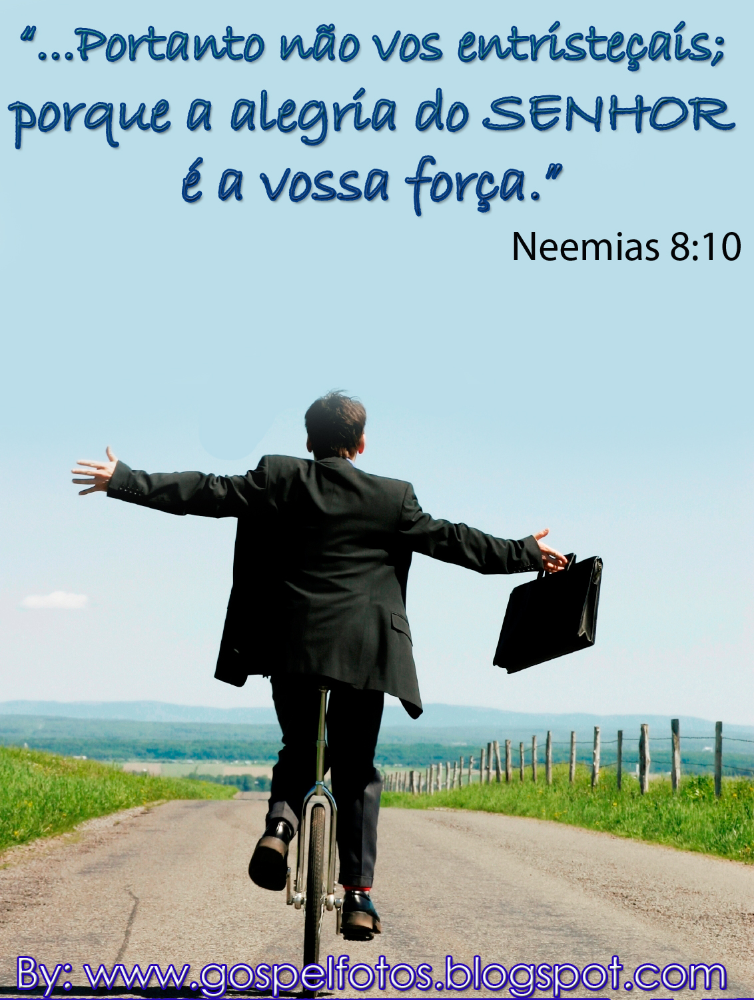 “...Portanto não vos entristeçais;
porque a alegria do SENHOR
é a vossa força.”
Neemias 8:10
By: www.gospelfotos.blogspot.com